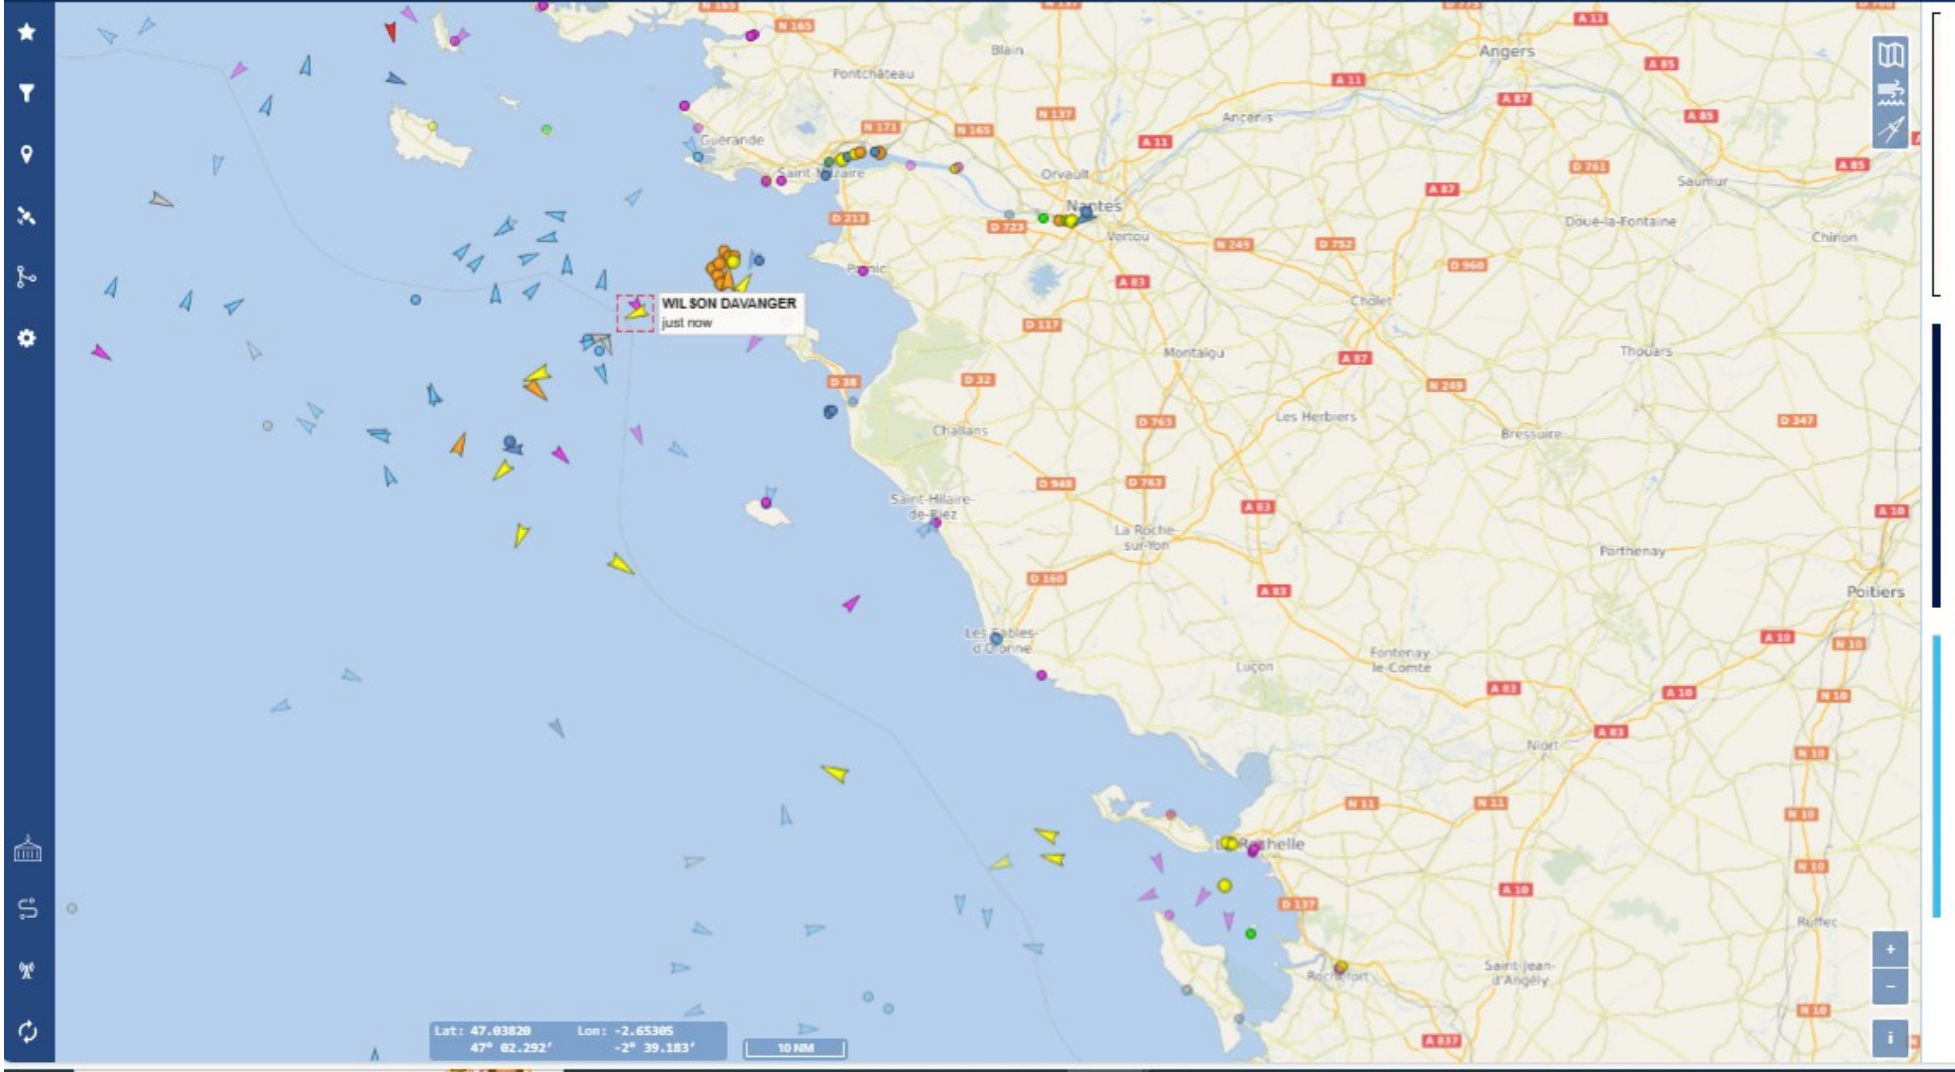 N 165
N 137
D 775
D 766
A 11
N 165
Blain
Angers
A 85
Pontchâteau
A 11
A 87
N 137
Ancenis
A 85
N 171
N 165
Guérande
A 11
D 761
A 85
Saint-Nazaire
Orvault
Saumur
A 87
Nantes
D 213
D 723
Doué-la-Fontaine
Vertou
N 249
D 752
Chinon
D 960
Pornic
A 83
WILSON DAVANGER
just now
Cholet
D 117
Montaigu
A 87
Thouars
D 38
D 32
N 249
Les Herbiers
D 763
D 347
Challans
Bressuire
D 948
D 763
Saint-Hilaire-
de-Riez
A 83
A 10
La Roche-
sur-Yon
Parthenay
D 160
A 83
Poitiers
Les Sables-
d'Olonne
A 10
N 10
Fontenay-
le-Comte
Luçon
A 83
A 10
N 10
A 83
Niort
N 10
N 11
N 11
N 10
La Rochelle
N 10
A 10
D 137
Ruffec
+
Rochefort
Saint-Jean-
d'Angély
−
N 10
Lat: 47.03820 Lon: -2.65305
47° 02.292′ -2° 39.183′
10 NM
A 837
i